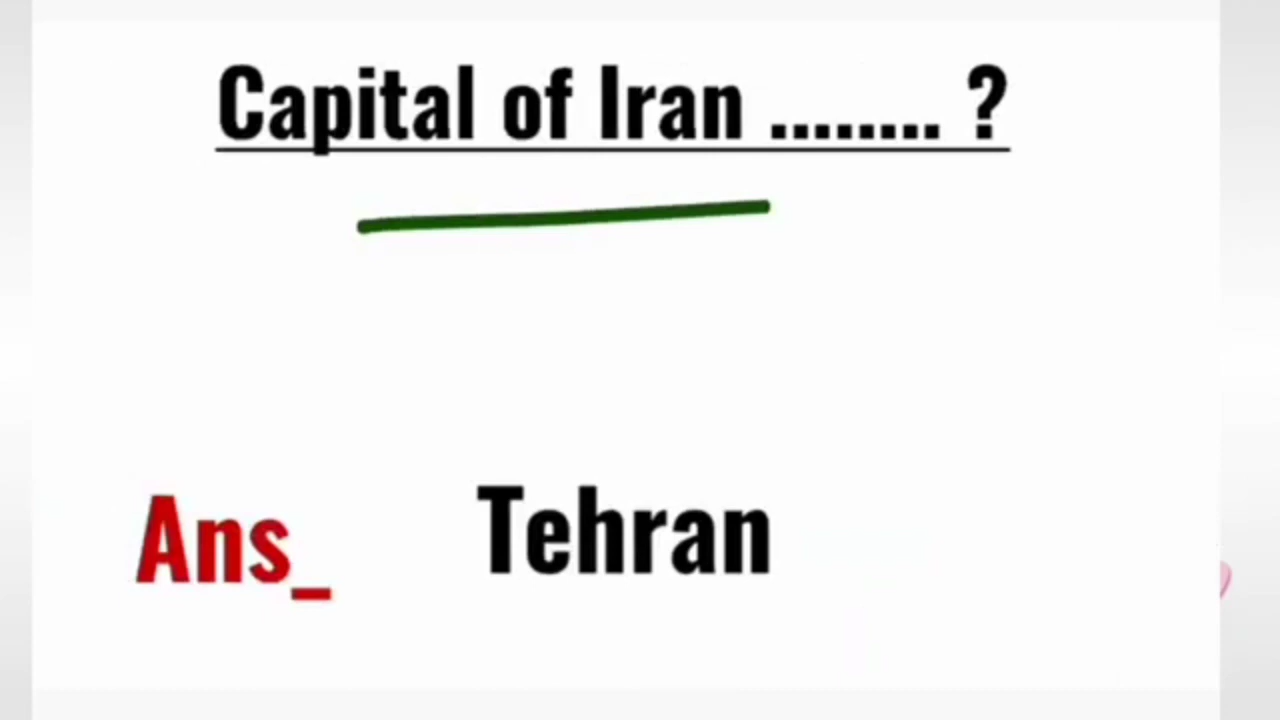 Capital of Iran ........ ?
Ans_ Tehran